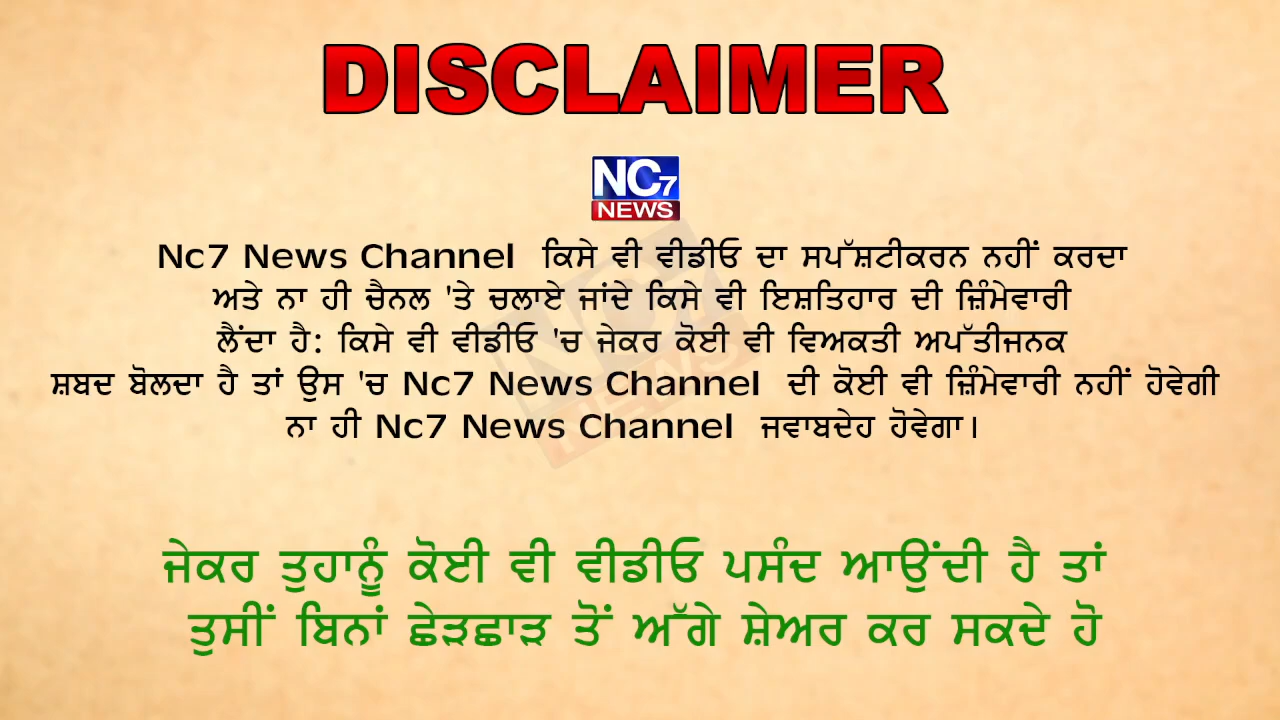 DISCLAIMER
NC7
NEWS
Nc7 News Channel ਕਿਸੇ ਵੀ ਵੀਡੀਓ ਦਾ ਸਪੱਸ਼ਟੀਕਰਨ ਨਹੀਂ ਕਰਦਾ
ਅਤੇ ਨਾ ਹੀ ਚੈਨਲ 'ਤੇ ਚਲਾਏ ਜਾਂਦੇ ਕਿਸੇ ਵੀ ਇਸ਼ਤਿਹਾਰ ਦੀ ਜ਼ਿੰਮੇਵਾਰੀ
ਲੈਂਦਾ ਹੈ: ਕਿਸੇ ਵੀ ਵੀਡੀਓ 'ਚ ਜੇਕਰ ਕੋਈ ਵੀ ਵਿਅਕਤੀ ਅਪੱਤੀਜਨਕ
ਸ਼ਬਦ ਬੋਲਦਾ ਹੈ ਤਾਂ ਉਸ 'ਚ Nc7 News Channel ਦੀ ਕੋਈ ਵੀ ਜ਼ਿੰਮੇਵਾਰੀ ਨਹੀਂ ਹੋਵੇਗੀ
ਨਾ ਹੀ Nc7 News Channel ਜਵਾਬਦੇਹ ਹੋਵੇਗਾ।
ਜੇਕਰ ਤੁਹਾਨੂੰ ਕੋਈ ਵੀ ਵੀਡੀਓ ਪਸੰਦ ਆਉਂਦੀ ਹੈ ਤਾਂ
ਤੁਸੀਂ ਬਿਨਾਂ ਛੇੜਛਾੜ ਤੋਂ ਅੱਗੇ ਸ਼ੇਅਰ ਕਰ ਸਕਦੇ ਹੋ